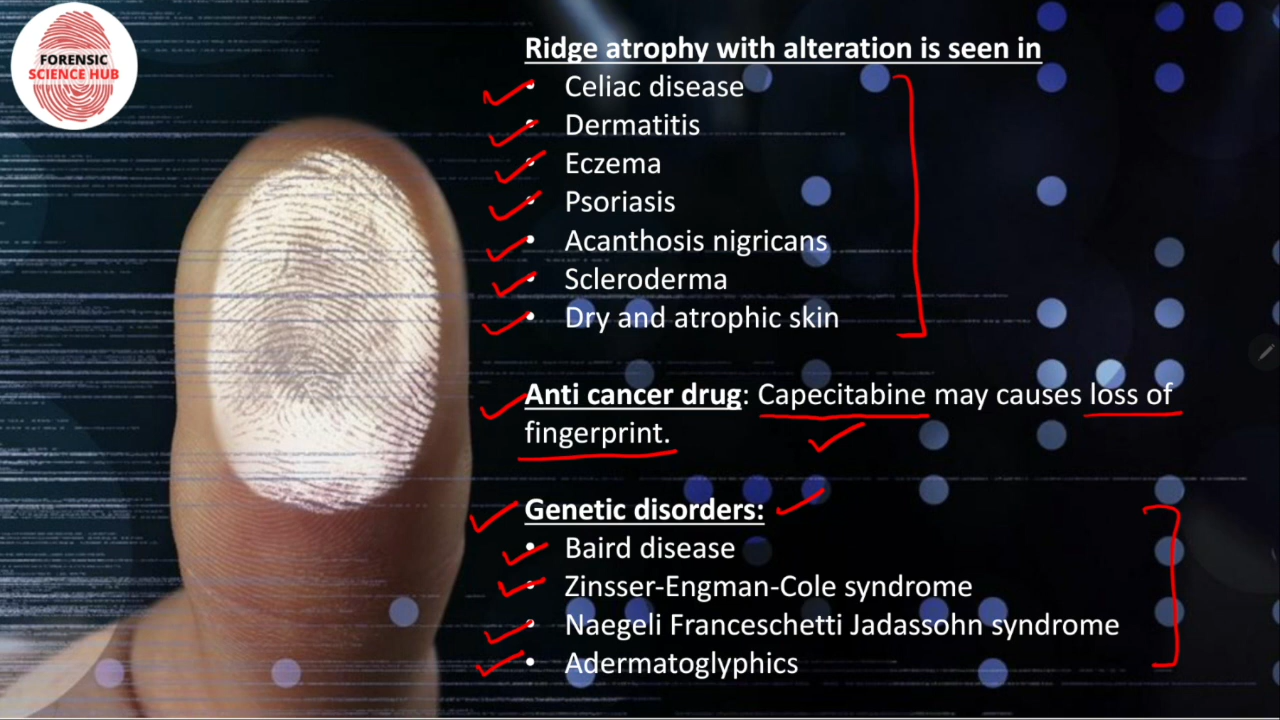 FORENSIC
SCIENCE HUB
Ridge atrophy with alteration is seen in
• Celiac disease
• Dermatitis
• Eczema
• Psoriasis
• Acanthosis nigricans
• Scleroderma
• Dry and atrophic skin
Anti cancer drug: Capecitabine may causes loss of
fingerprint.
Genetic disorders:
• Baird disease
• Zinsser-Engman-Cole syndrome
• Naegeli Franceschetti Jadassohn syndrome
• Adermatoglyphics